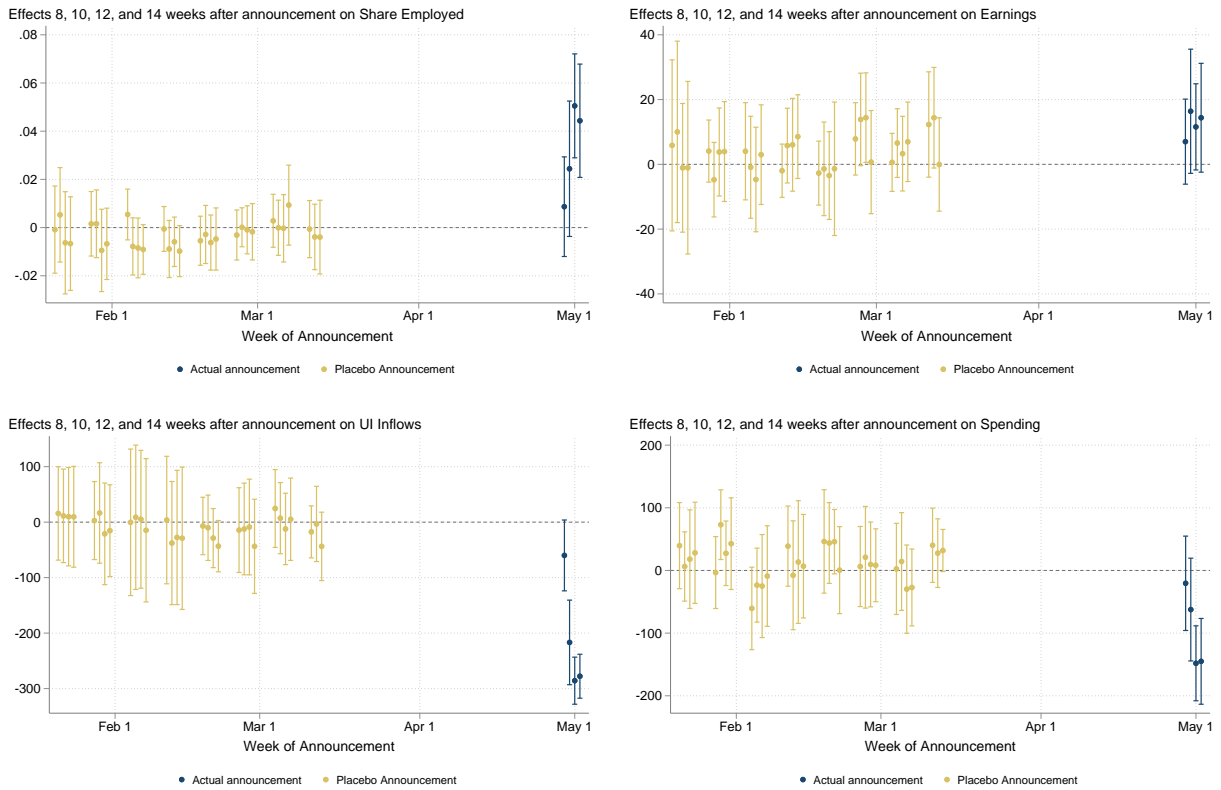 Effects 8, 10, 12, and 14 weeks after announcement on Share Employed
.08
.06
.04
.02
0
-.02
Feb 1 Mar 1 Apr 1 May 1
Week of Announcement
Actual announcement Placebo Announcement
Effects 8, 10, 12, and 14 weeks after announcement on Earnings
40
20
0
-20
-40
Feb 1 Mar 1 Apr 1 May 1
Week of Announcement
Actual announcement Placebo Announcement
Effects 8, 10, 12, and 14 weeks after announcement on UI Inflows
100
0
-100
-200
-300
Feb 1 Mar 1 Apr 1 May 1
Week of Announcement
Actual announcement Placebo Announcement
Effects 8, 10, 12, and 14 weeks after announcement on Spending
200
100
0
-100
-200
Feb 1 Mar 1 Apr 1 May 1
Week of Announcement
Actual announcement Placebo Announcement